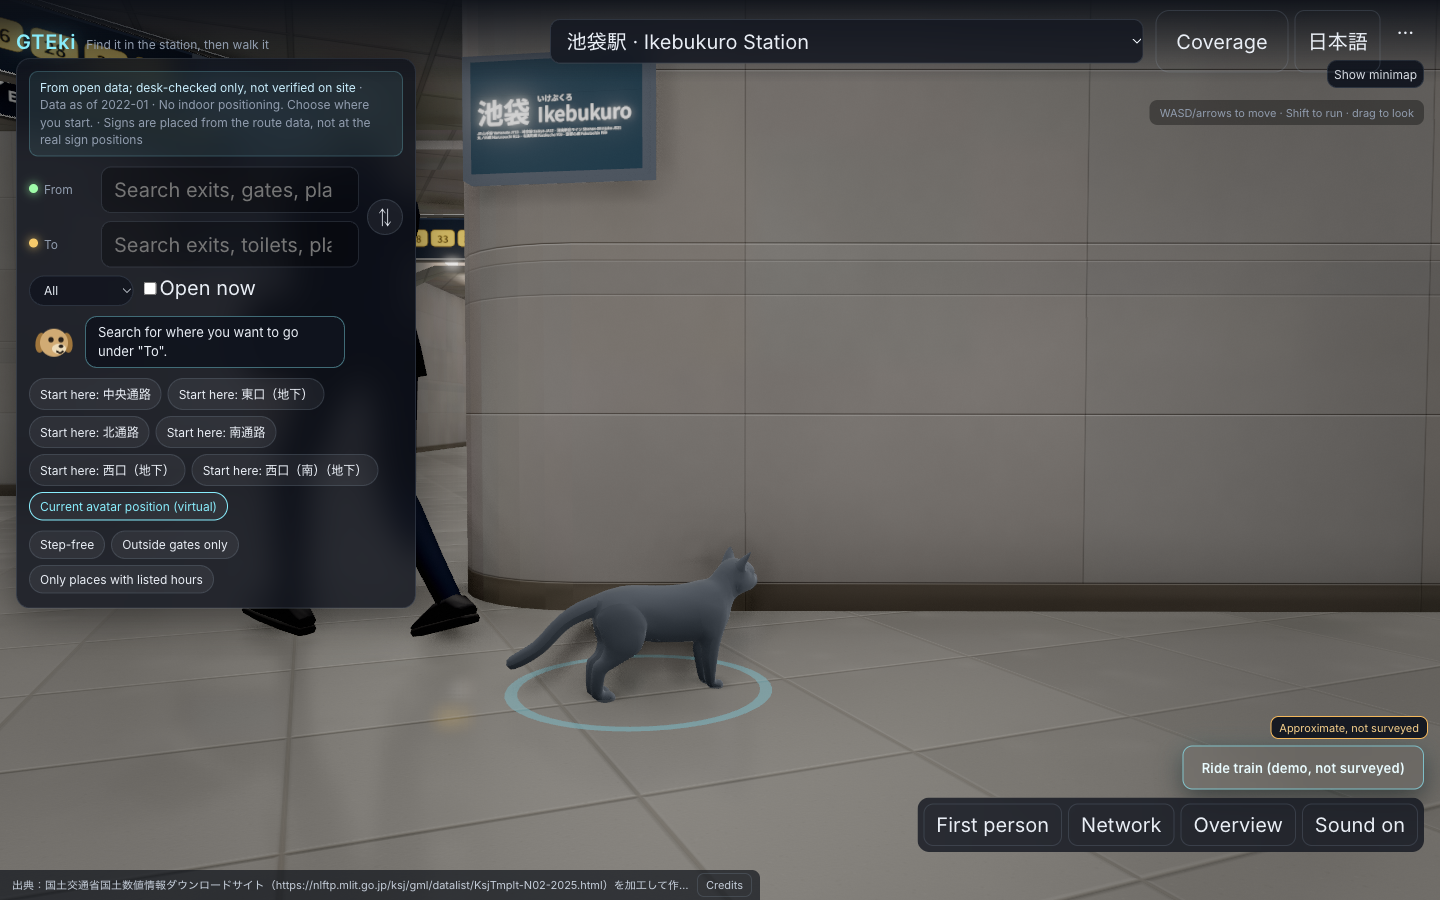 GTEki Find it in the station, then walk it
池袋駅 · Ikebukuro Station
Coverage
日本語
...
Show minimap
WASD/arrows to move · Shift to run · drag to look
From open data; desk-checked only, not verified on site ·
Data as of 2022-01 · No indoor positioning. Choose where
you start. · Signs are placed from the route data, not at the
real sign positions
From
Search exits, gates, pla
To
Search exits, toilets, pla
All
Open now
Search for where you want to go
under "To".
Start here: 中央通路
Start here: 東口（地下）
Start here: 北通路
Start here: 南通路
Start here: 西口（地下）
Start here: 西口（南）（地下）
Current avatar position (virtual)
Step-free
Outside gates only
Only places with listed hours
いけぶくろ
池袋 Ikebukuro
33
Approximate, not surveyed
Ride train (demo, not surveyed)
First person
Network
Overview
Sound on
出典：国土交通省国土数値情報ダウンロードサイト（https://nlftp.mlit.go.jp/ksj/gml/datalist/KsjTmplt-N02-2025.html）を加工して作...
Credits